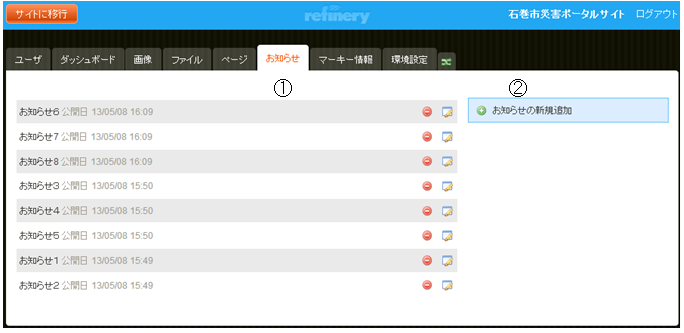 サイトに移行
refinery
石巻市災害ポータルサイト ログアウト
ユーザ ダッシュボード 画像 ファイル ページ お知らせ マーキー情報 環境設定
① ②
お知らせ6 公開日 13/05/08 16:09
お知らせの新規追加
お知らせ7 公開日 13/05/08 16:09
お知らせ8 公開日 13/05/08 16:09
お知らせ3 公開日 13/05/08 15:50
お知らせ4 公開日 13/05/08 15:50
お知らせ5 公開日 13/05/08 15:50
お知らせ1 公開日 13/05/08 15:49
お知らせ2 公開日 13/05/08 15:49